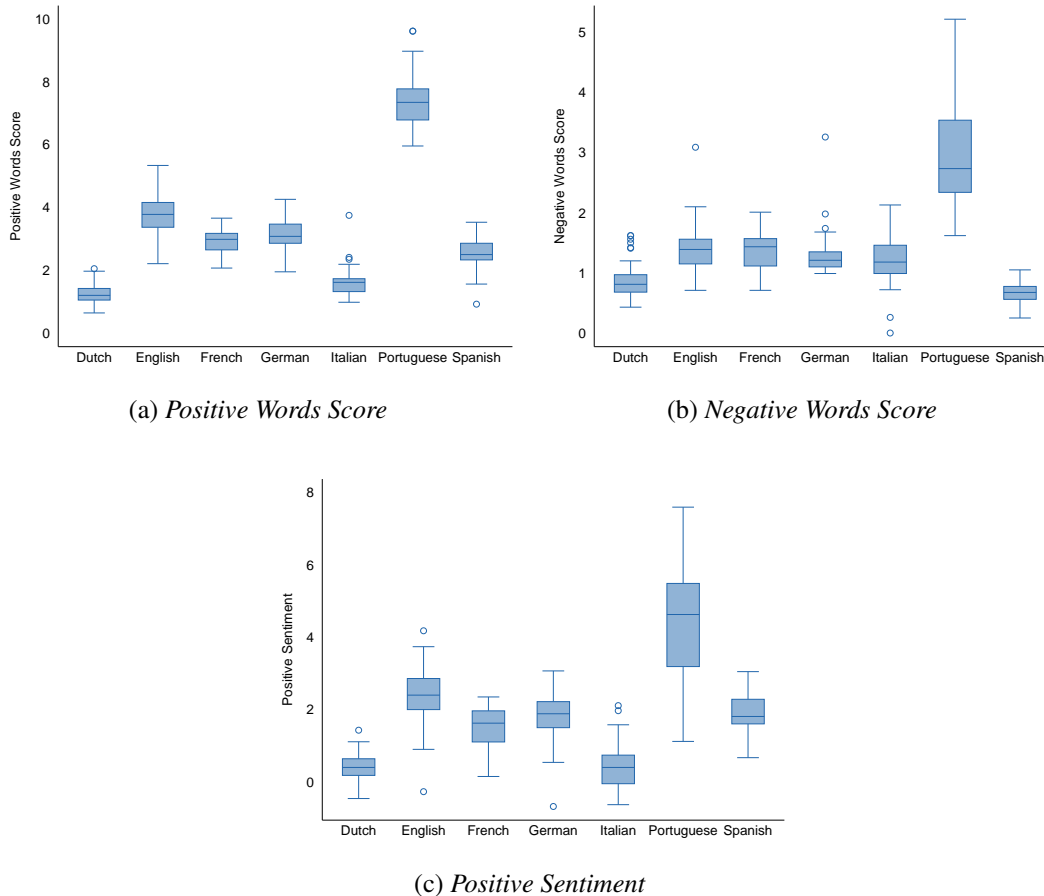 10
8
6
4
2
0
Positive Words Score
Dutch English French German Italian Portuguese Spanish
(a) Positive Words Score
5
4
3
2
1
0
Negative Words Score
Dutch English French German Italian Portuguese Spanish
(b) Negative Words Score
8
6
4
2
0
Positive Sentiment
Dutch English French German Italian Portuguese Spanish
(c) Positive Sentiment